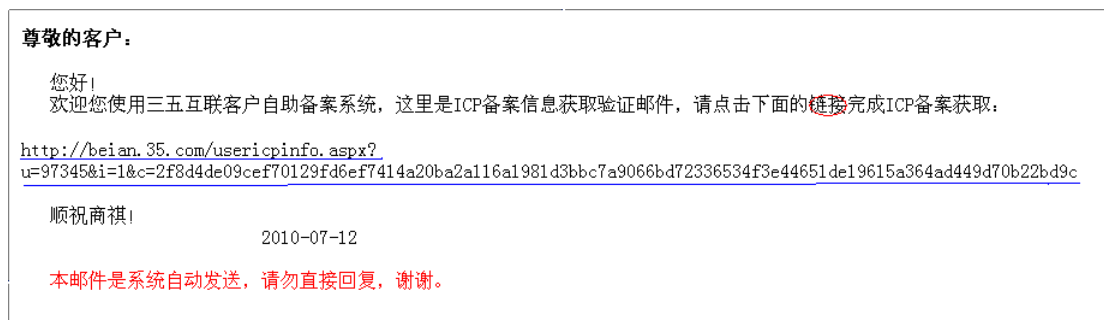 尊敬的客户：
您好!
欢迎您使用三五互联客户自助备案系统，这里是ICP备案信息获取验证邮件，请点击下面的链接完成ICP备案获取：
http://beian.35.com/usericpinfo.aspx?
u=97345&i=1&c=2f8d4de09cef70129fd6ef7414a20ba2a116a1981d3bbc7a9066bd72336534f3e44651de19615a364ad449d70b22bd9c
顺祝商祺!
2010-07-12
本邮件是系统自动发送，请勿直接回复，谢谢。